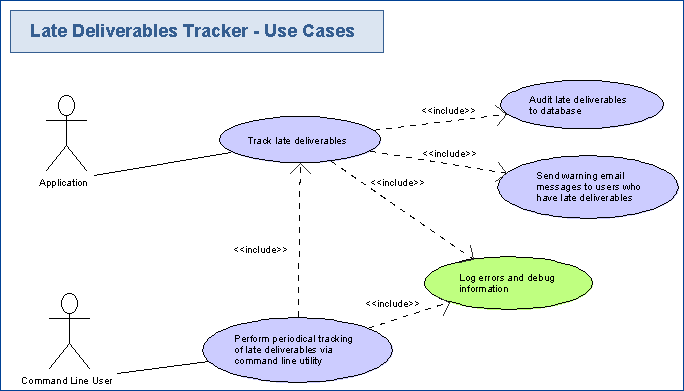 Late Deliverables Tracker - Use Cases
Audit late deliverables
to database
<<include>>
Track late deliverables
<<include>>
Send warning email
messages to users who
have late deliverables
Application
<<include>>
<<include>>
Log errors and debug
information
<<include>>
Perform periodical tracking
of late deliverables via
command line utility
Command Line User